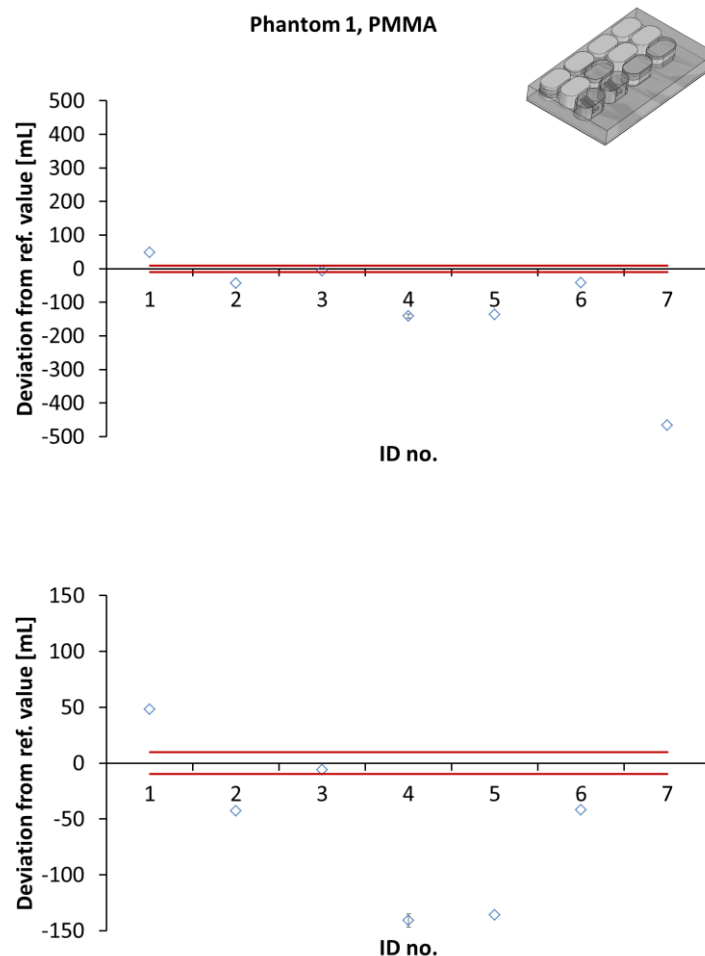 Phantom 1, PMMA
Deviation from ref. value [mL]
500
400
300
200
100
0
-100
-200
-300
-400
-500
1 2 3 4 5 6 7
ID no.
Deviation from ref. value [mL]
150
100
50
0
-50
-100
-150
1 2 3 4 5 6 7
ID no.